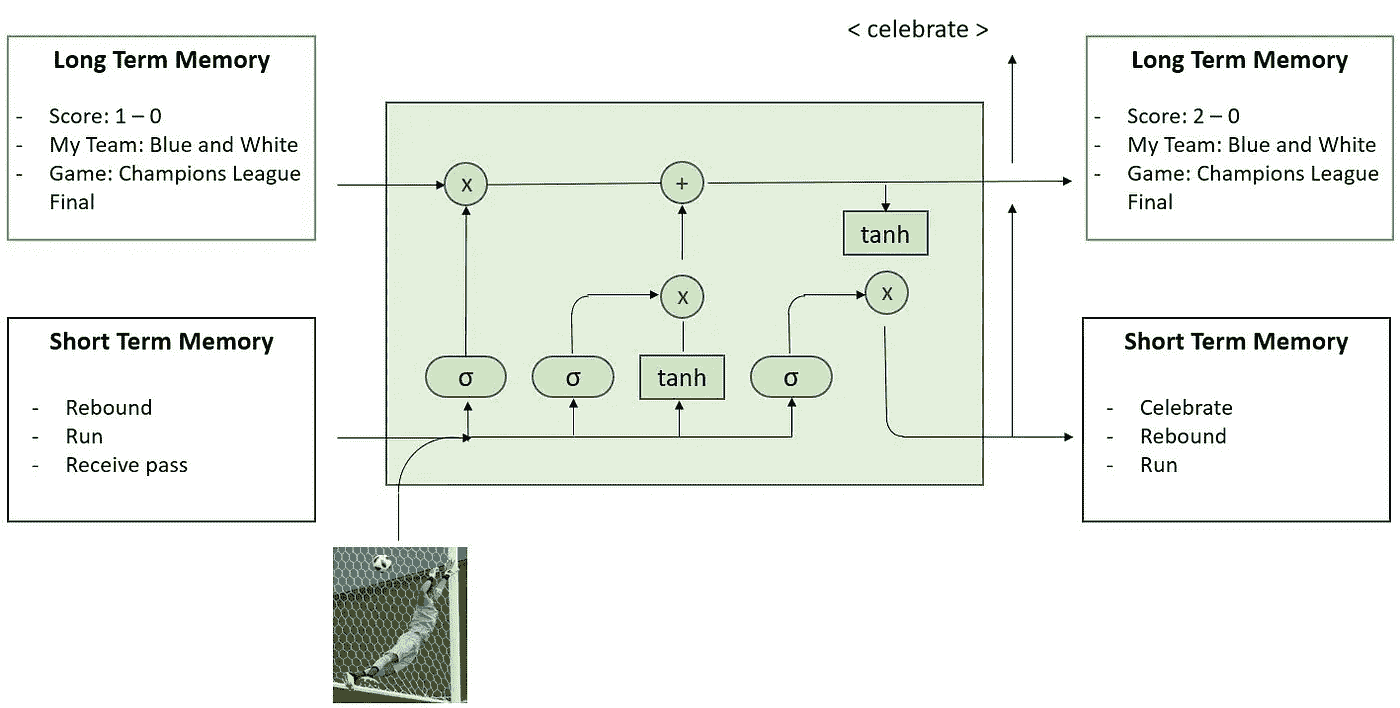 < celebrate >
Long Term Memory
- Score: 1 – 0
- My Team: Blue and White
- Game: Champions League
Final
Long Term Memory
- Score: 2 – 0
- My Team: Blue and White
- Game: Champions League
Final
x
+
tanh
x
x
σ
σ
tanh
σ
Short Term Memory
- Rebound
- Run
- Receive pass
Short Term Memory
- Celebrate
- Rebound
- Run